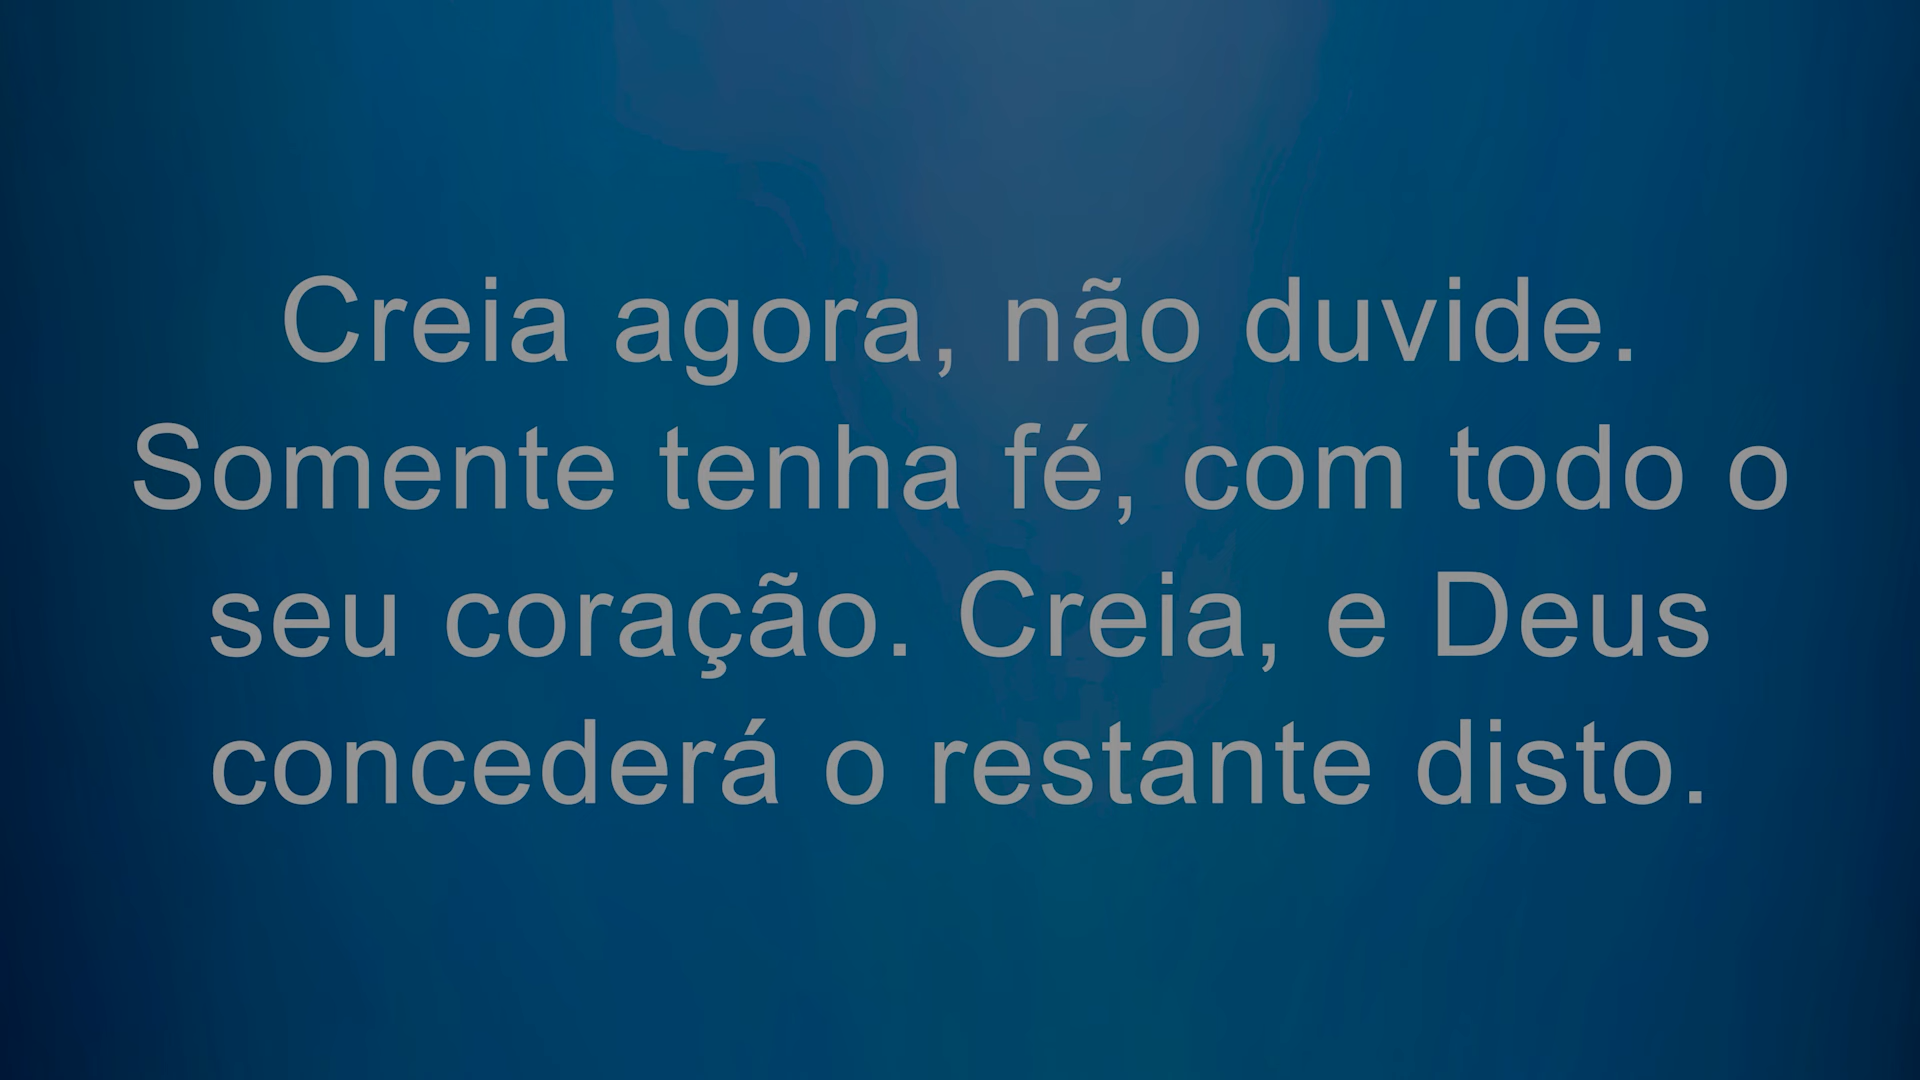 Creia agora, não duvide.
Somente tenha fé, com todo o
seu coração. Creia, e Deus
concederá o restante disto.